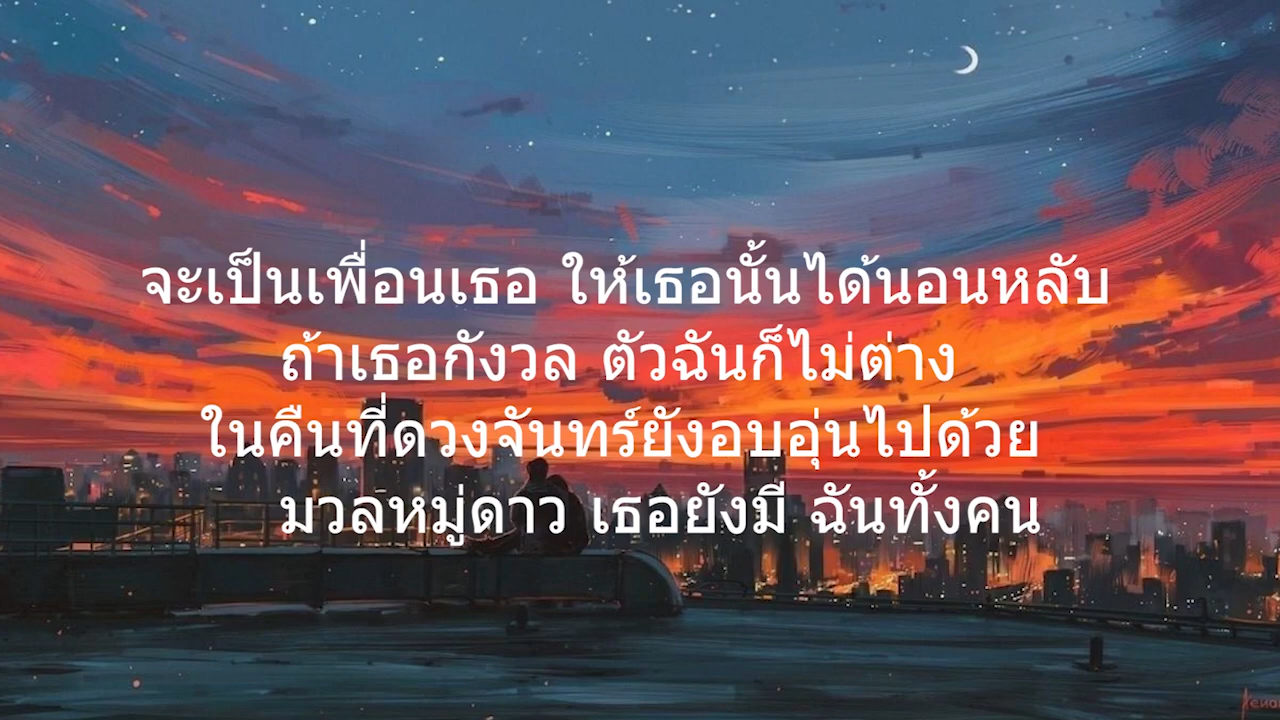 จะเป็นเพื่อนเธอ ให้เธอนั้นได้นอนหลับ
ถ้าเธอกังวล ตัวฉันก็ไม่ต่าง
ในคืนที่ดวงจันทร์ยังอบอุ่นไปด้วย
มวลหมู่ดาว เธอยังมี ฉันทั้งคน